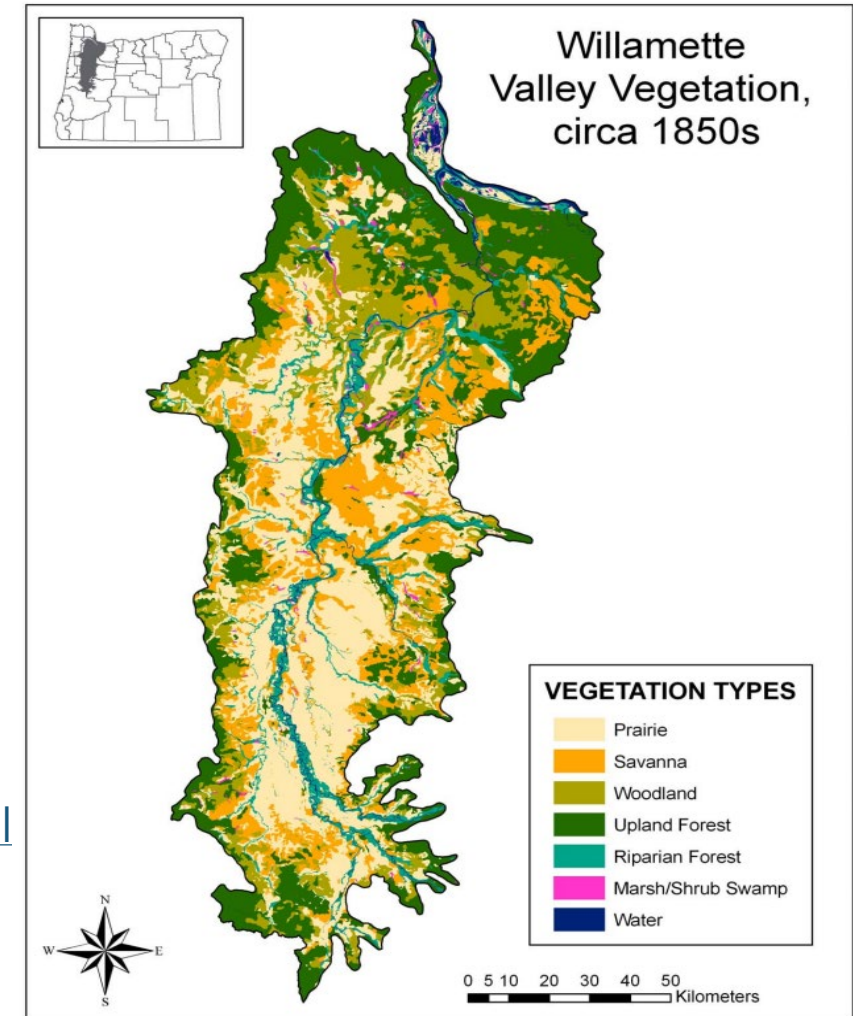 Willamette
Valley Vegetation,
circa 1850s
VEGETATION TYPES
Prairie
Savanna
Woodland
Upland Forest
Riparian Forest
Marsh/Shrub Swamp
Water
l
N
W E
S
0 5 10 20 30 40 50
Kilometers